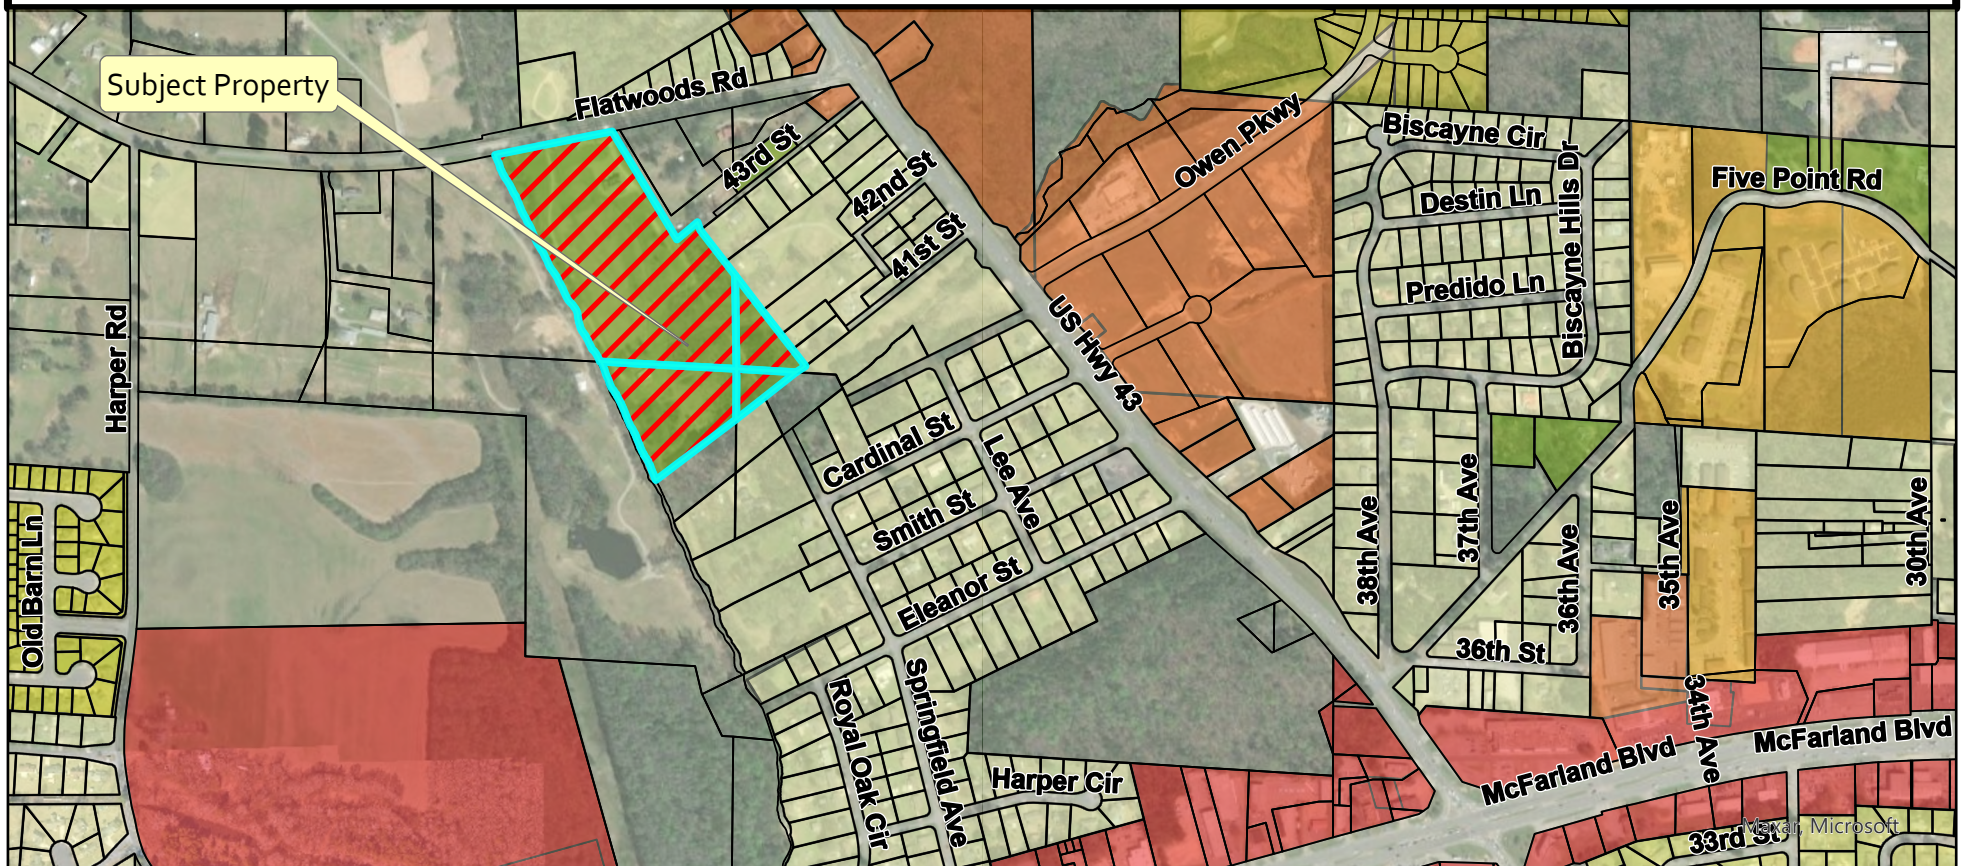 Subject Property
Flatwoods Rd
43rd St
42nd St
41st St
Owen Pkwy
Biscayne Cir
Destin Ln
Biscayne Hills Dr
Predido Ln
Five Point Rd
Harper Rd
US Hwy 43
Cardinal St
Lee Ave
Smith St
Eleanor St
Old Barn Ln
38th Ave
37th Ave
36th Ave
35th Ave
30th Ave
36th St
34th Ave
Royal Oak Cir
Springfield Ave
Harper Cir
McFarland Blvd
McFarland Blvd
33rd St
Maxar, Microsoft